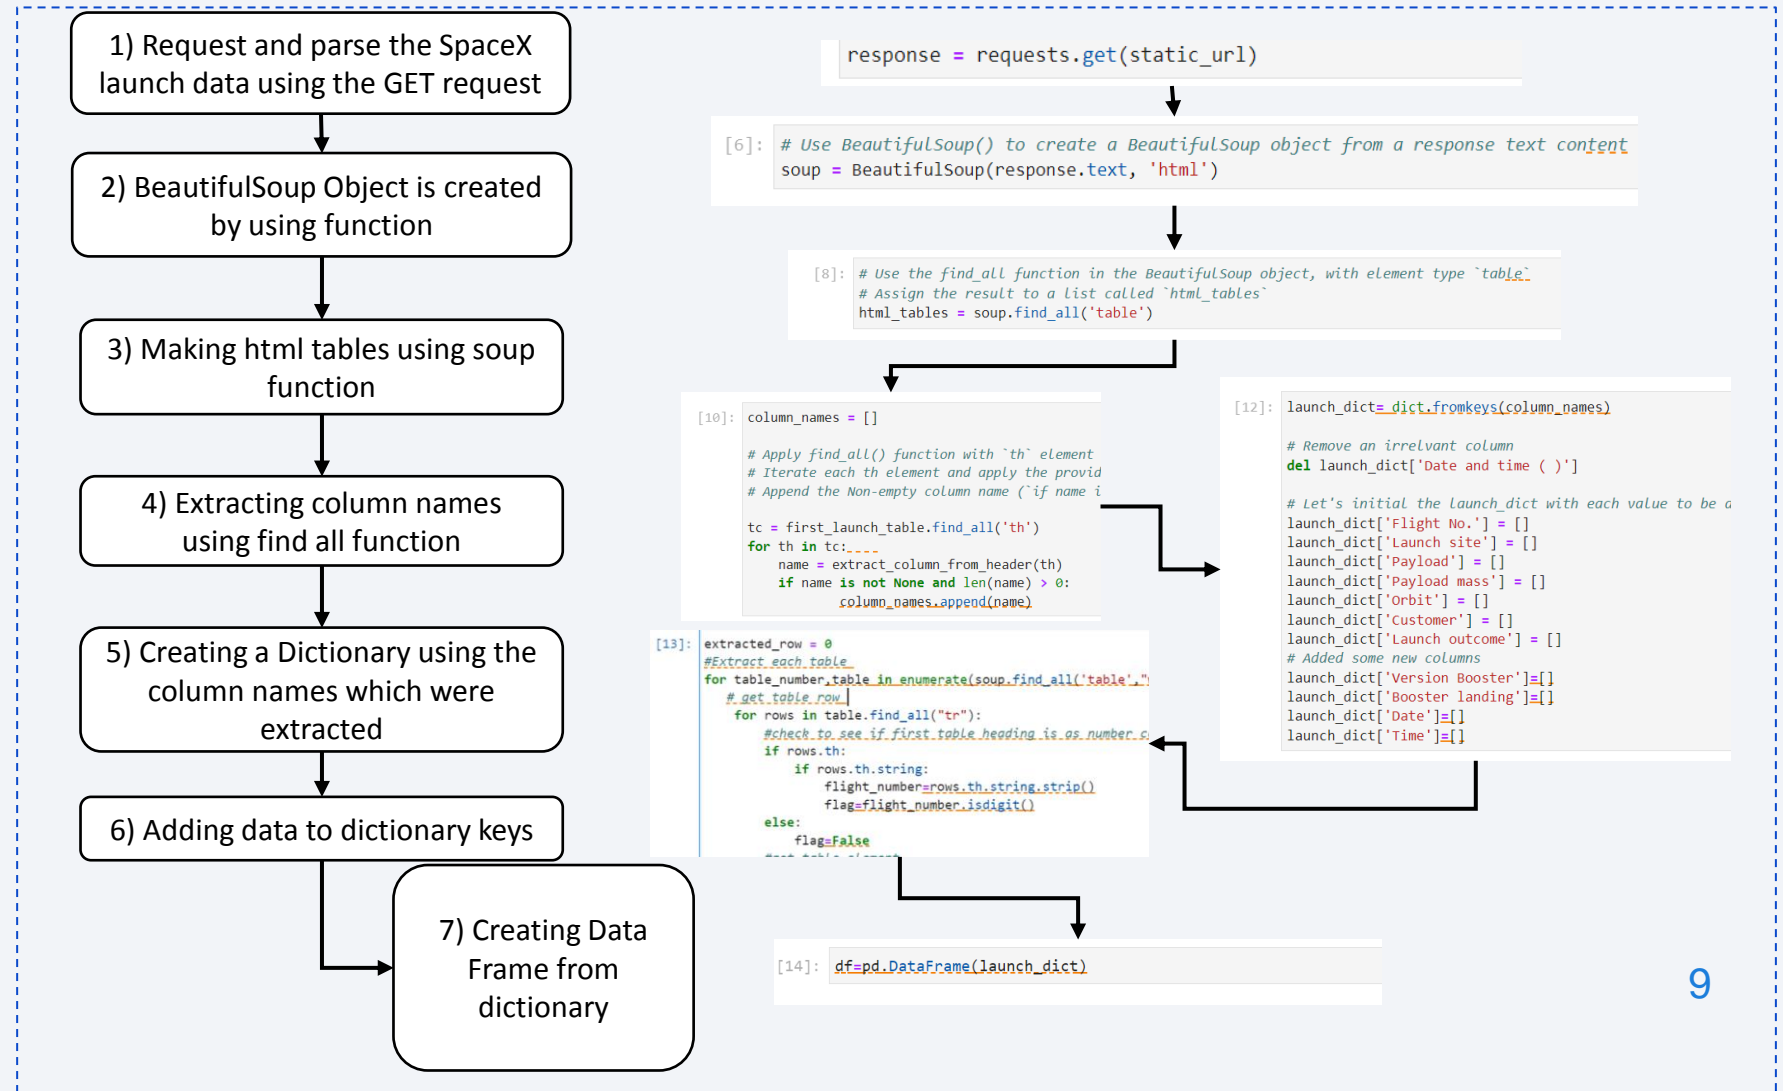 1) Request and parse the SpaceX
launch data using the GET request
2) BeautifulSoup Object is created
by using function
3) Making html tables using soup
function
4) Extracting column names
using find all function
5) Creating a Dictionary using the
column names which were
extracted
6) Adding data to dictionary keys
7) Creating Data
Frame from
dictionary
response = requests.get(static_url)
[6]: # Use BeautifulSoup() to create a BeautifulSoup object from a response text content
soup = BeautifulSoup(response.text, 'html')
[8]: # Use the find_all function in the BeautifulSoup object, with element type `table`
# Assign the result to a list called `html_tables`
html_tables = soup.find_all('table')
[10]: column_names = []
# Apply find_all() function with `th` element
# Iterate each th element and apply the provid
# Append the Non-empty column name (`if name i
tc = first_launch_table.find_all('th')
for th in tc:
name = extract_column_from_header(th)
if name is not None and len(name) > 0:
column_names.append(name)
[12]: launch_dict= dict.fromkeys(column_names)
# Remove an irrelvant column
del launch_dict['Date and time ( )']
# Let's initial the launch_dict with each value to be a
launch_dict['Flight No.'] = []
launch_dict['Launch site'] = []
launch_dict['Payload'] = []
launch_dict['Payload mass'] = []
launch_dict['Orbit'] = []
launch_dict['Customer'] = []
launch_dict['Launch outcome'] = []
# Added some new columns
launch_dict['Version Booster']=[]
launch_dict['Booster landing']=[]
launch_dict['Date']=[]
launch_dict['Time']=[]
[13]: extracted_row = 0
#Extract each table
for table_number,table in enumerate(soup.find_all('table',"
# get table row
for rows in table.find_all("tr"):
#check to see if first table heading is as number c
if rows.th:
if rows.th.string:
flight_number=rows.th.string.strip()
flag=flight_number.isdigit()
else:
flag=False
[14]: df=pd.DataFrame(launch_dict)
9